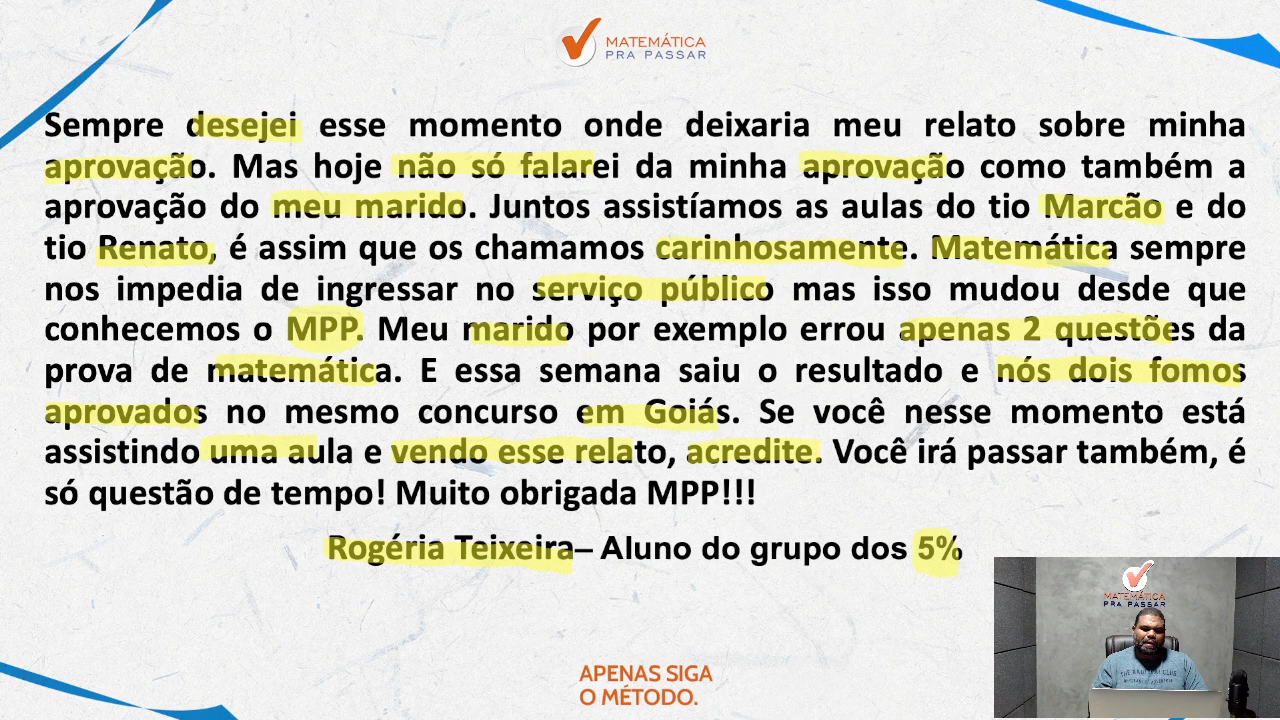 MATEMÁTICA
PRA PASSAR
Sempre desejei esse momento onde deixaria meu relato sobre minha
aprovação. Mas hoje não só falarei da minha aprovação como também a
aprovação do meu marido. Juntos assistíamos as aulas do tio Marcão e do
tio Renato, é assim que os chamamos carinhosamente. Matemática sempre
nos impedia de ingressar no serviço público mas isso mudou desde que
conhecemos o MPP. Meu marido por exemplo errou apenas 2 questões da
prova de matemática. E essa semana saiu o resultado e nós dois fomos
aprovados no mesmo concurso em Goiás. Se você nesse momento está
assistindo uma aula e vendo esse relato, acredite. Você irá passar também, é
só questão de tempo! Muito obrigada MPP!!!
Rogéria Teixeira– Aluno do grupo dos 5%
MATEMÁTICA
PRA PASSAR
APENAS SIGA
O MÉTODO.